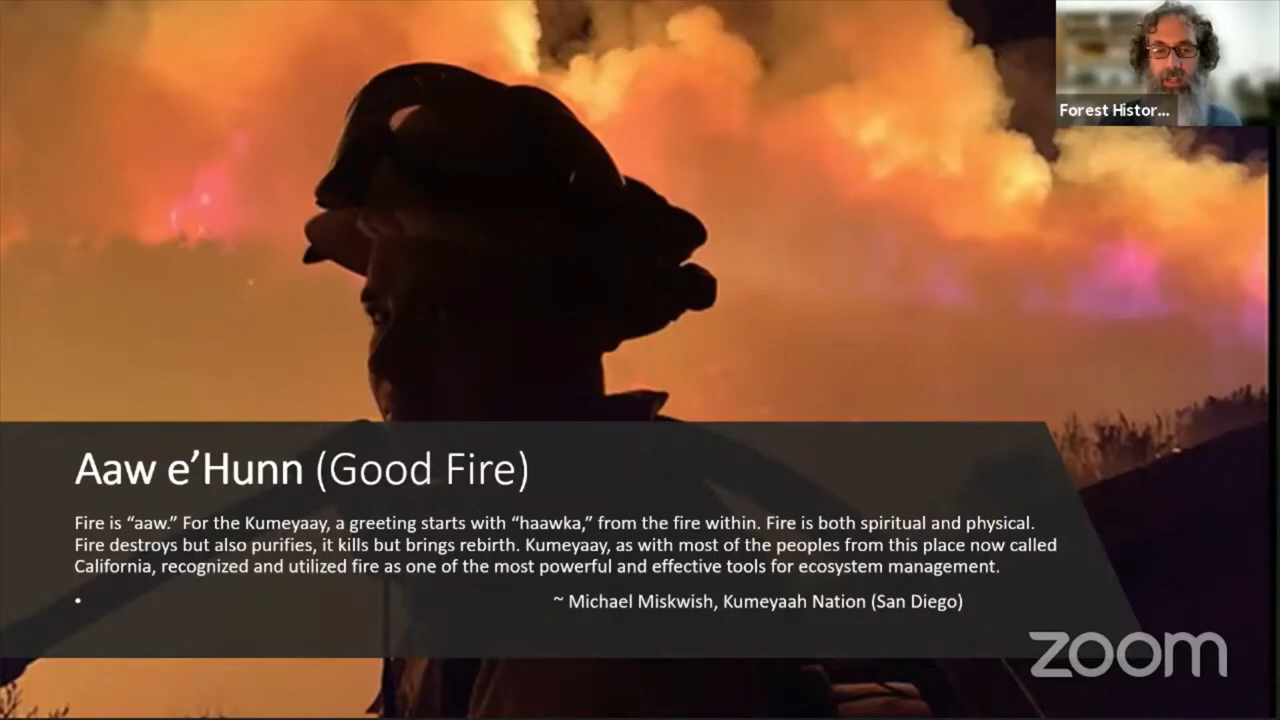 Forest Histor...
Aaw e’Hunn (Good Fire)
Fire is “aaw.” For the Kumeyaay, a greeting starts with “haawka,” from the fire within. Fire is both spiritual and physical.
Fire destroys but also purifies, it kills but brings rebirth. Kumeyaay, as with most of the peoples from this place now called
California, recognized and utilized fire as one of the most powerful and effective tools for ecosystem management.
• ~ Michael Miskwish, Kumeyaah Nation (San Diego)
zoom